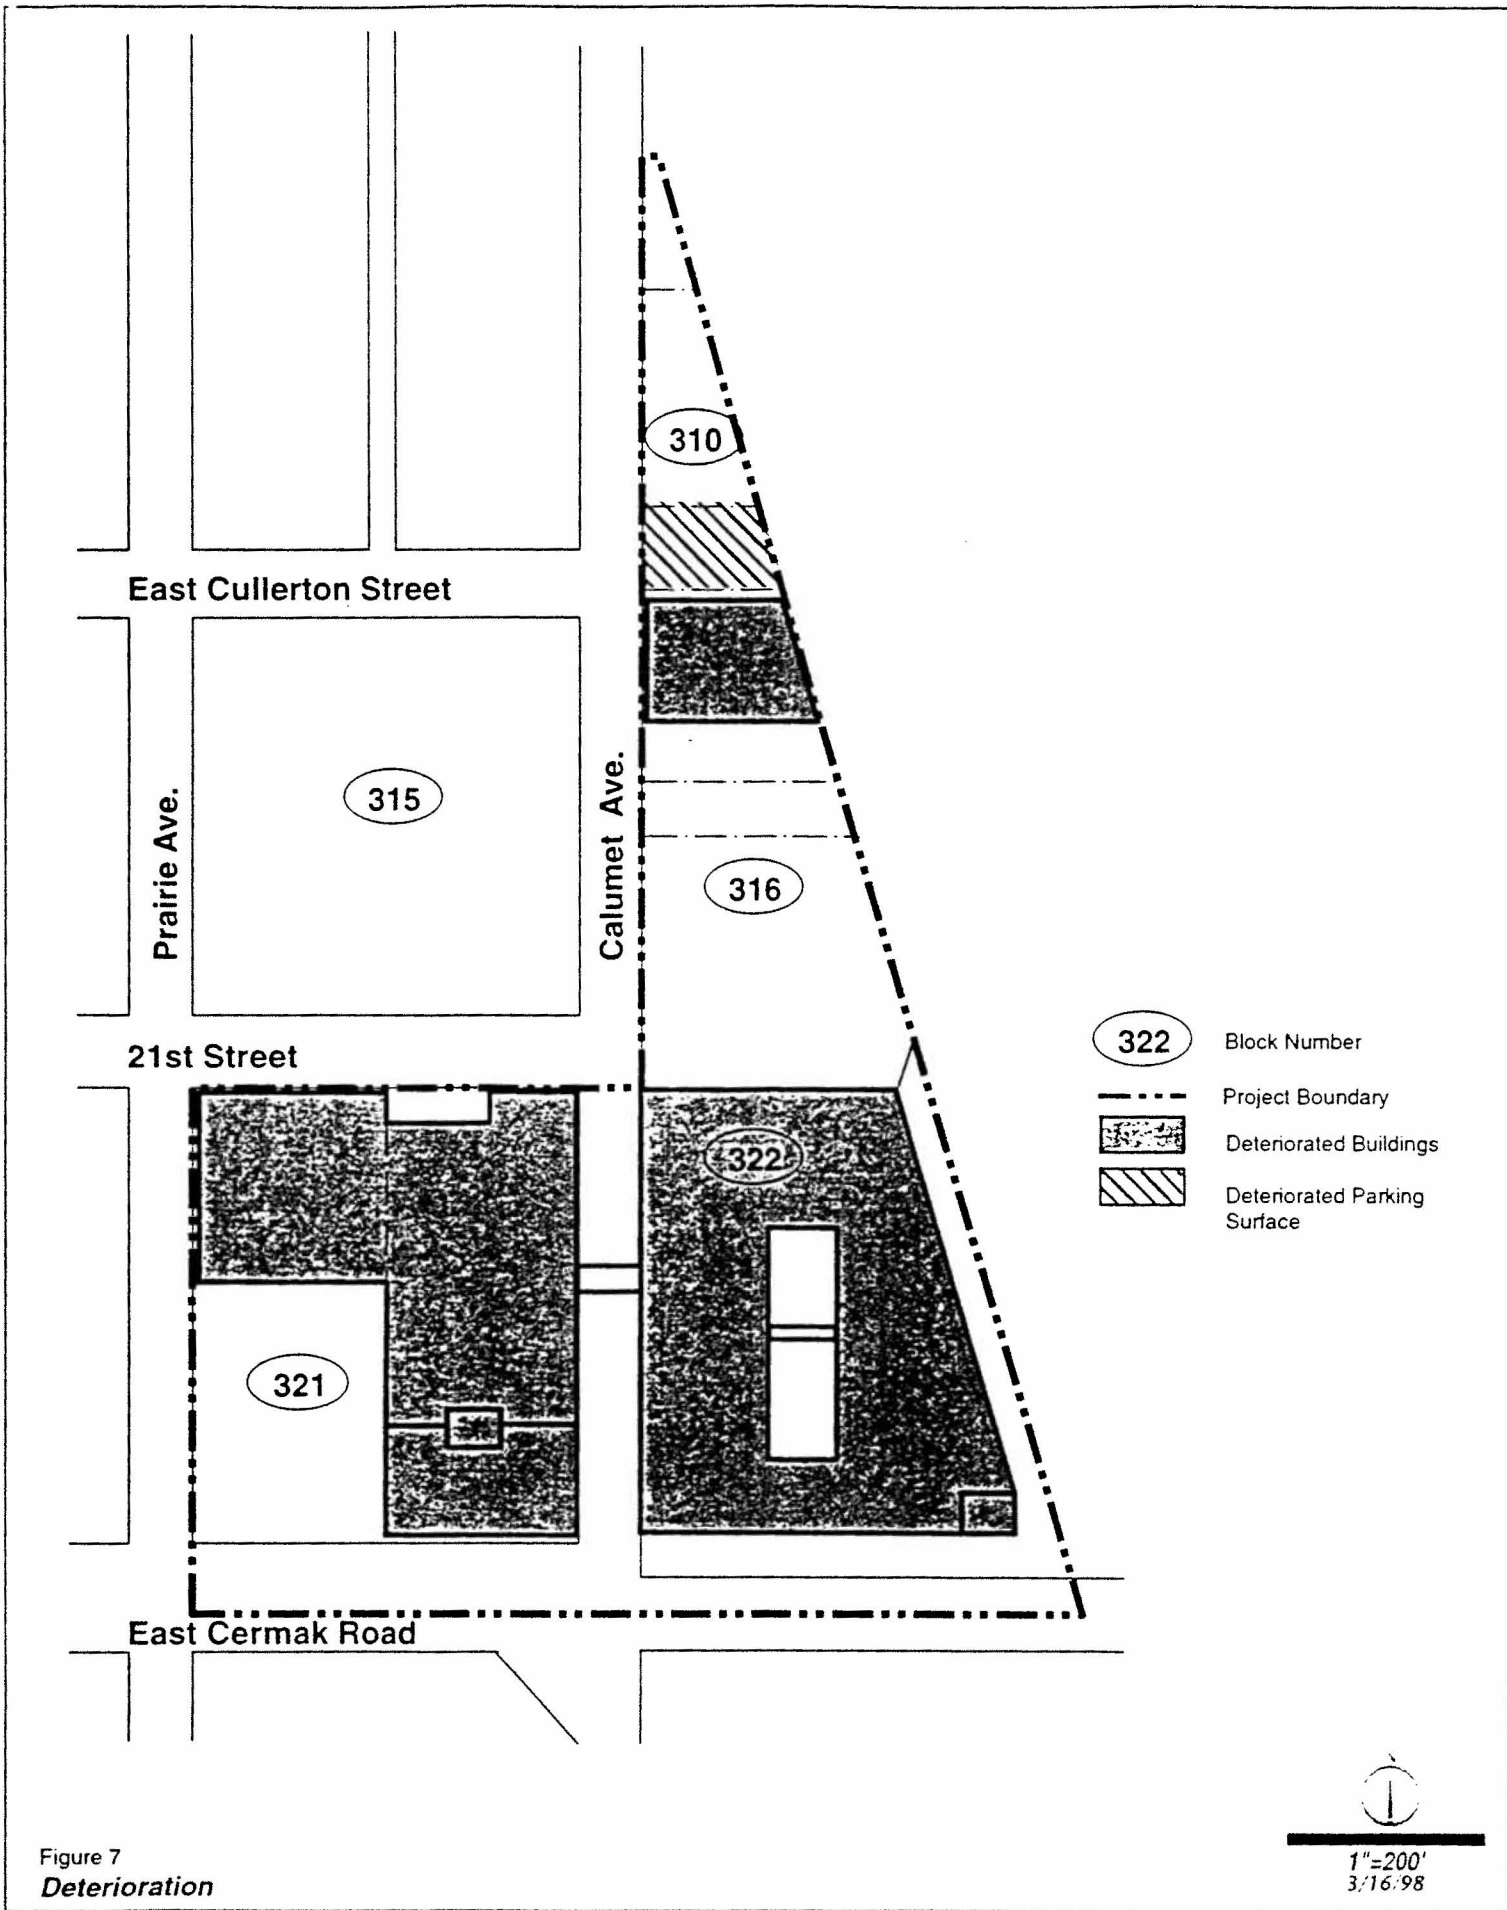 310
East Cullerton Street
315
Prairie Ave.
Calumet Ave.
316
21st Street
322
Block Number
Project Boundary
Deteriorated Buildings
Deteriorated Parking
Surface
322
321
East Cermak Road
Figure 7
Deterioration
1"=200'
3/16/98